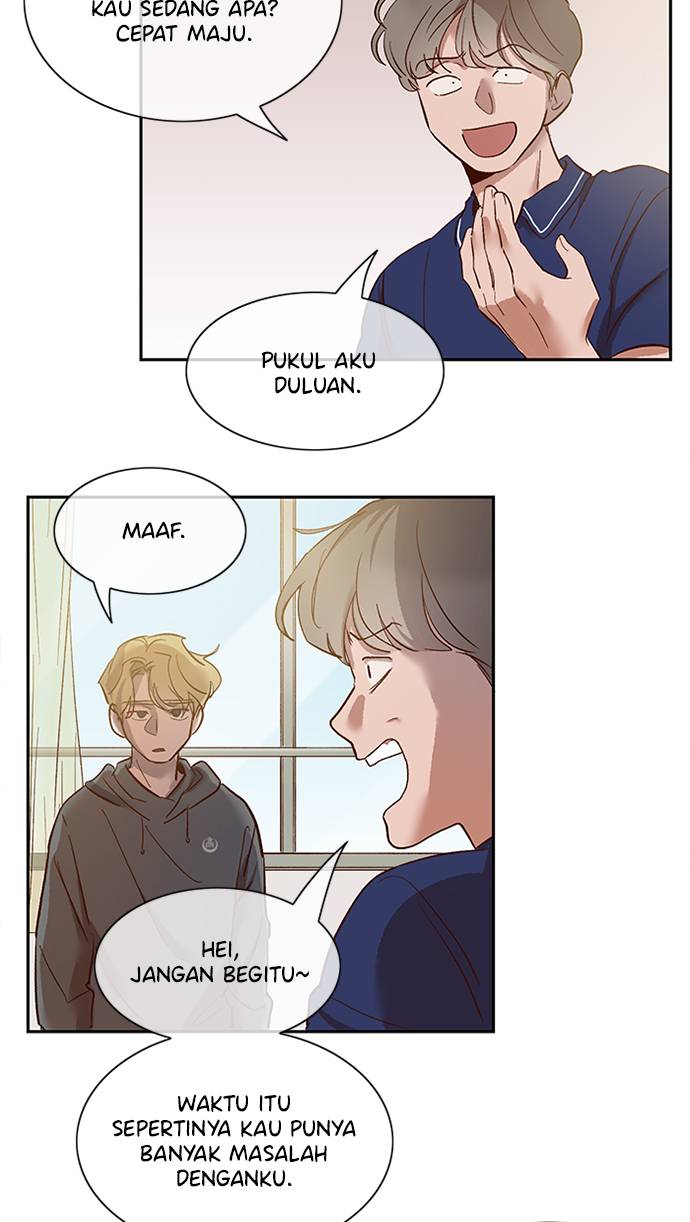 KAU SEDANG APA?
CEPAT MAJU.
PUKUL AKU
DULUAN.
MAAF.
HEI,
JANGAN BEGITU~
WAKTU ITU
SEPERTINYA KAU PUNYA
BANYAK MASALAH
DENGANKU.